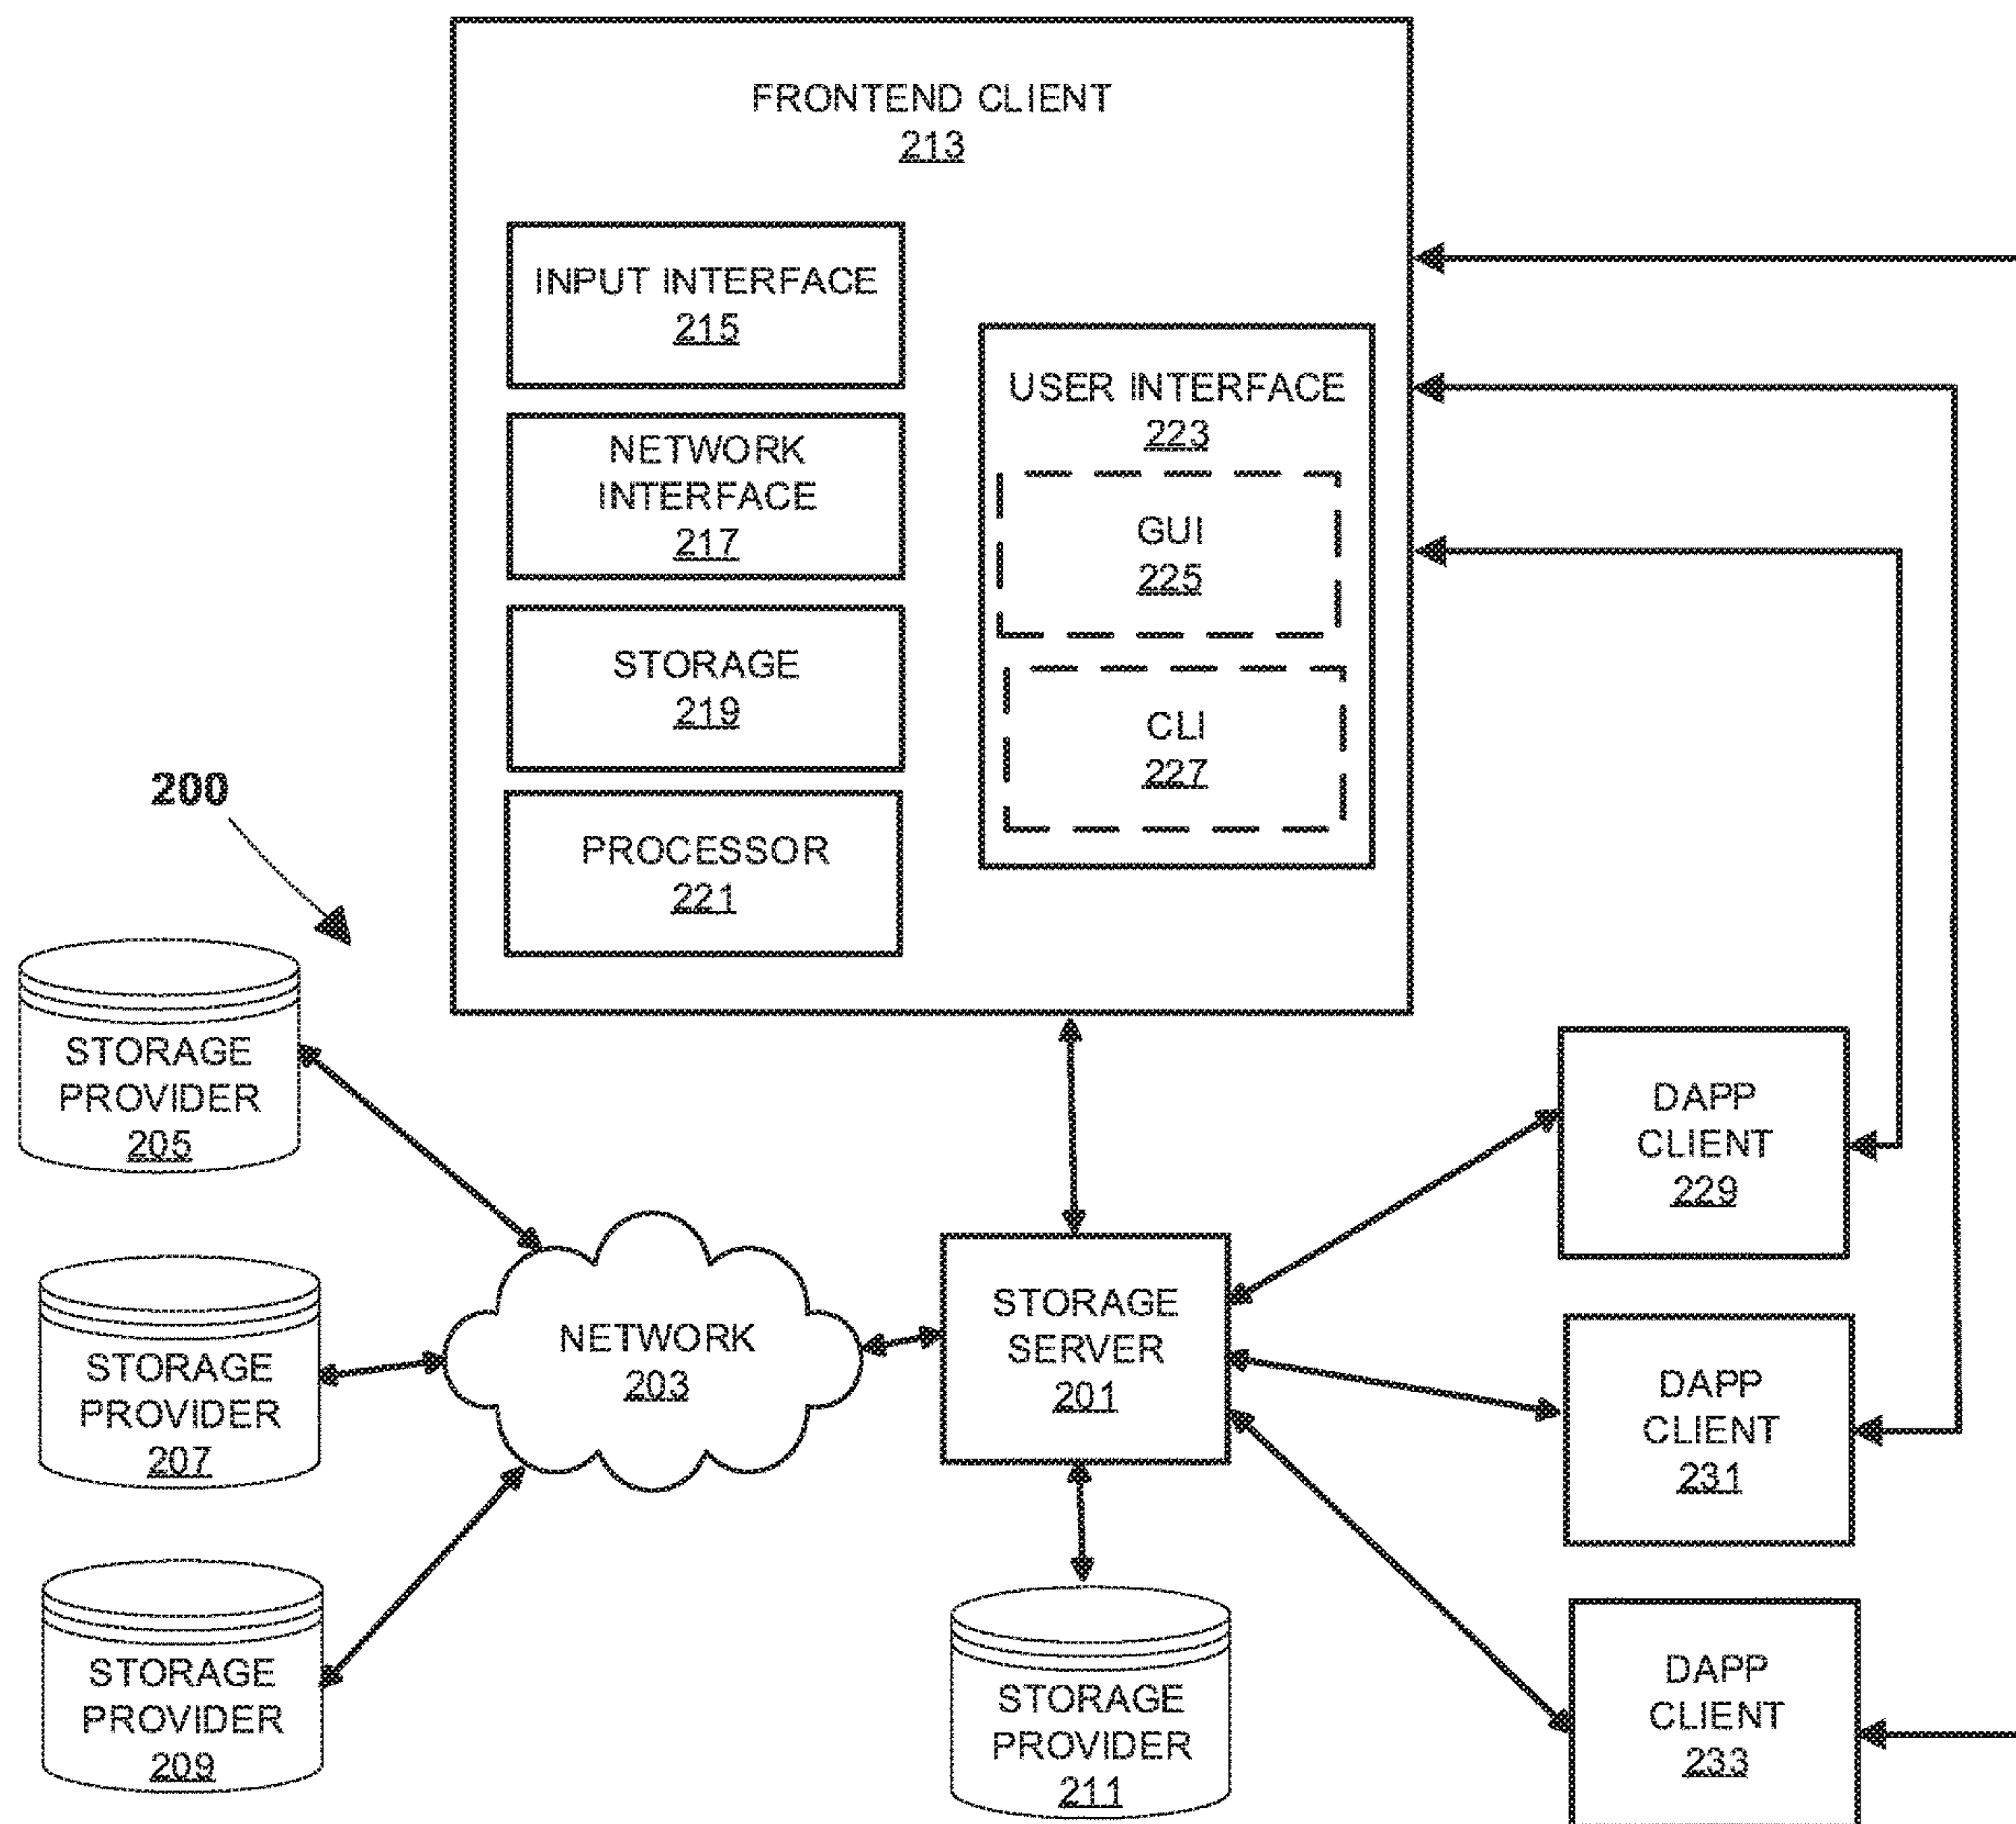 FRONTEND CLIENT
213
INPUT INTERFACE
215
NETWORK
INTERFACE
217
STORAGE
219
PROCESSOR
221
USER INTERFACE
223
GUI
225
CLI
227
200
STORAGE
PROVIDER
205
STORAGE
PROVIDER
207
STORAGE
PROVIDER
209
NETWORK
203
STORAGE
SERVER
201
STORAGE
PROVIDER
211
DAPP
CLIENT
229
DAPP
CLIENT
231
DAPP
CLIENT
233